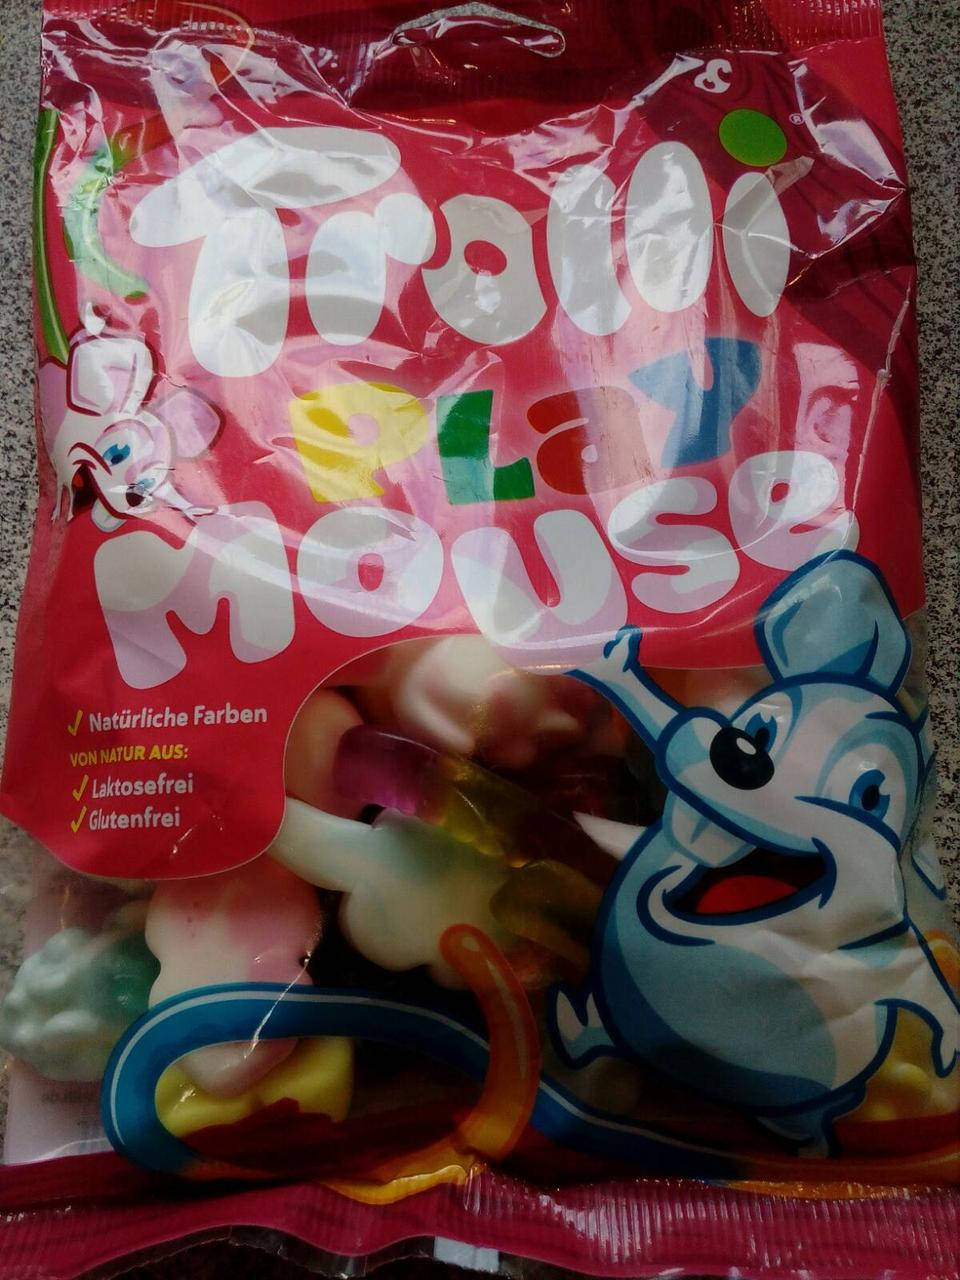 Trolli
PLay
Mouse
Natürliche Farben
VON NATUR AUS:
Laktosefrei
Glutenfrei